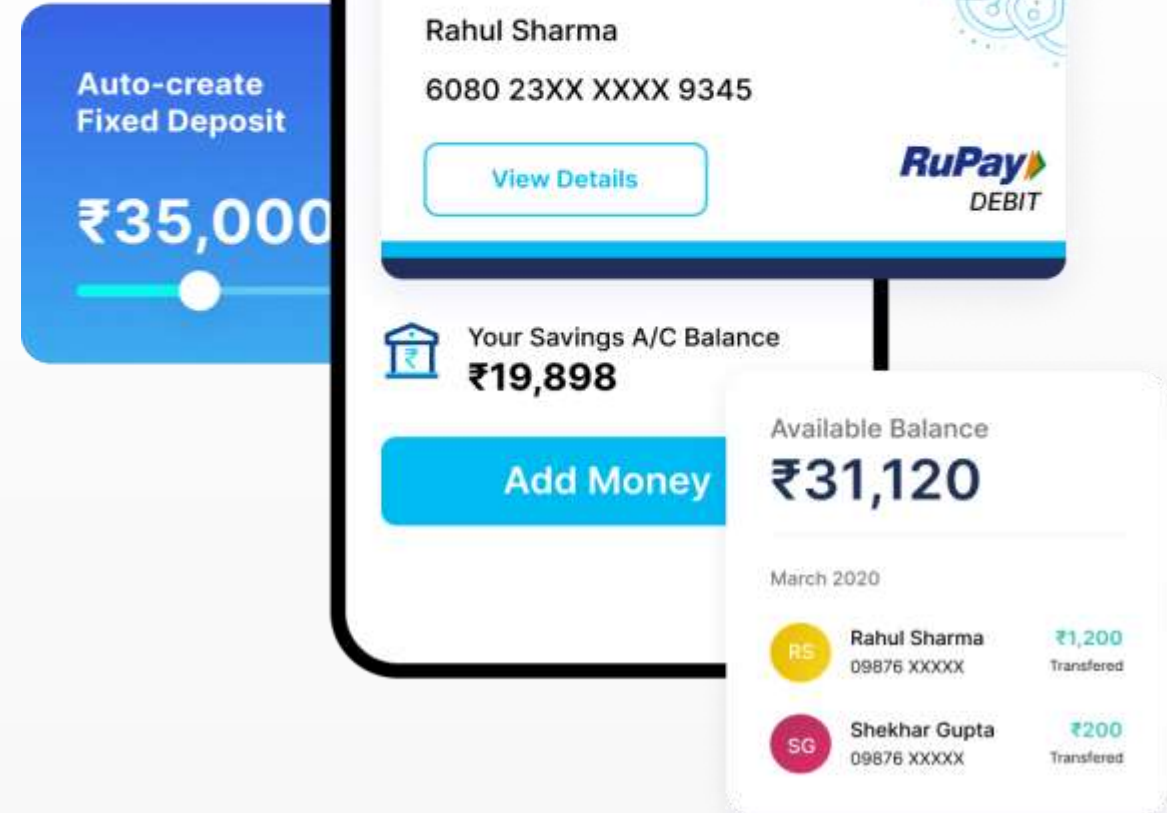 Auto-create
Fixed Deposit
₹35,000
Rahul Sharma
6080 23XX XXXX 9345
View Details
RuPay
DEBIT
₹
Your Savings A/C Balance
₹19,898
Add Money
Available Balance
₹31,120
March 2020
RS
Rahul Sharma
₹1,200
09876 XXXXX
Transfered
SG
Shekhar Gupta
₹200
09876 XXXXX
Transfered